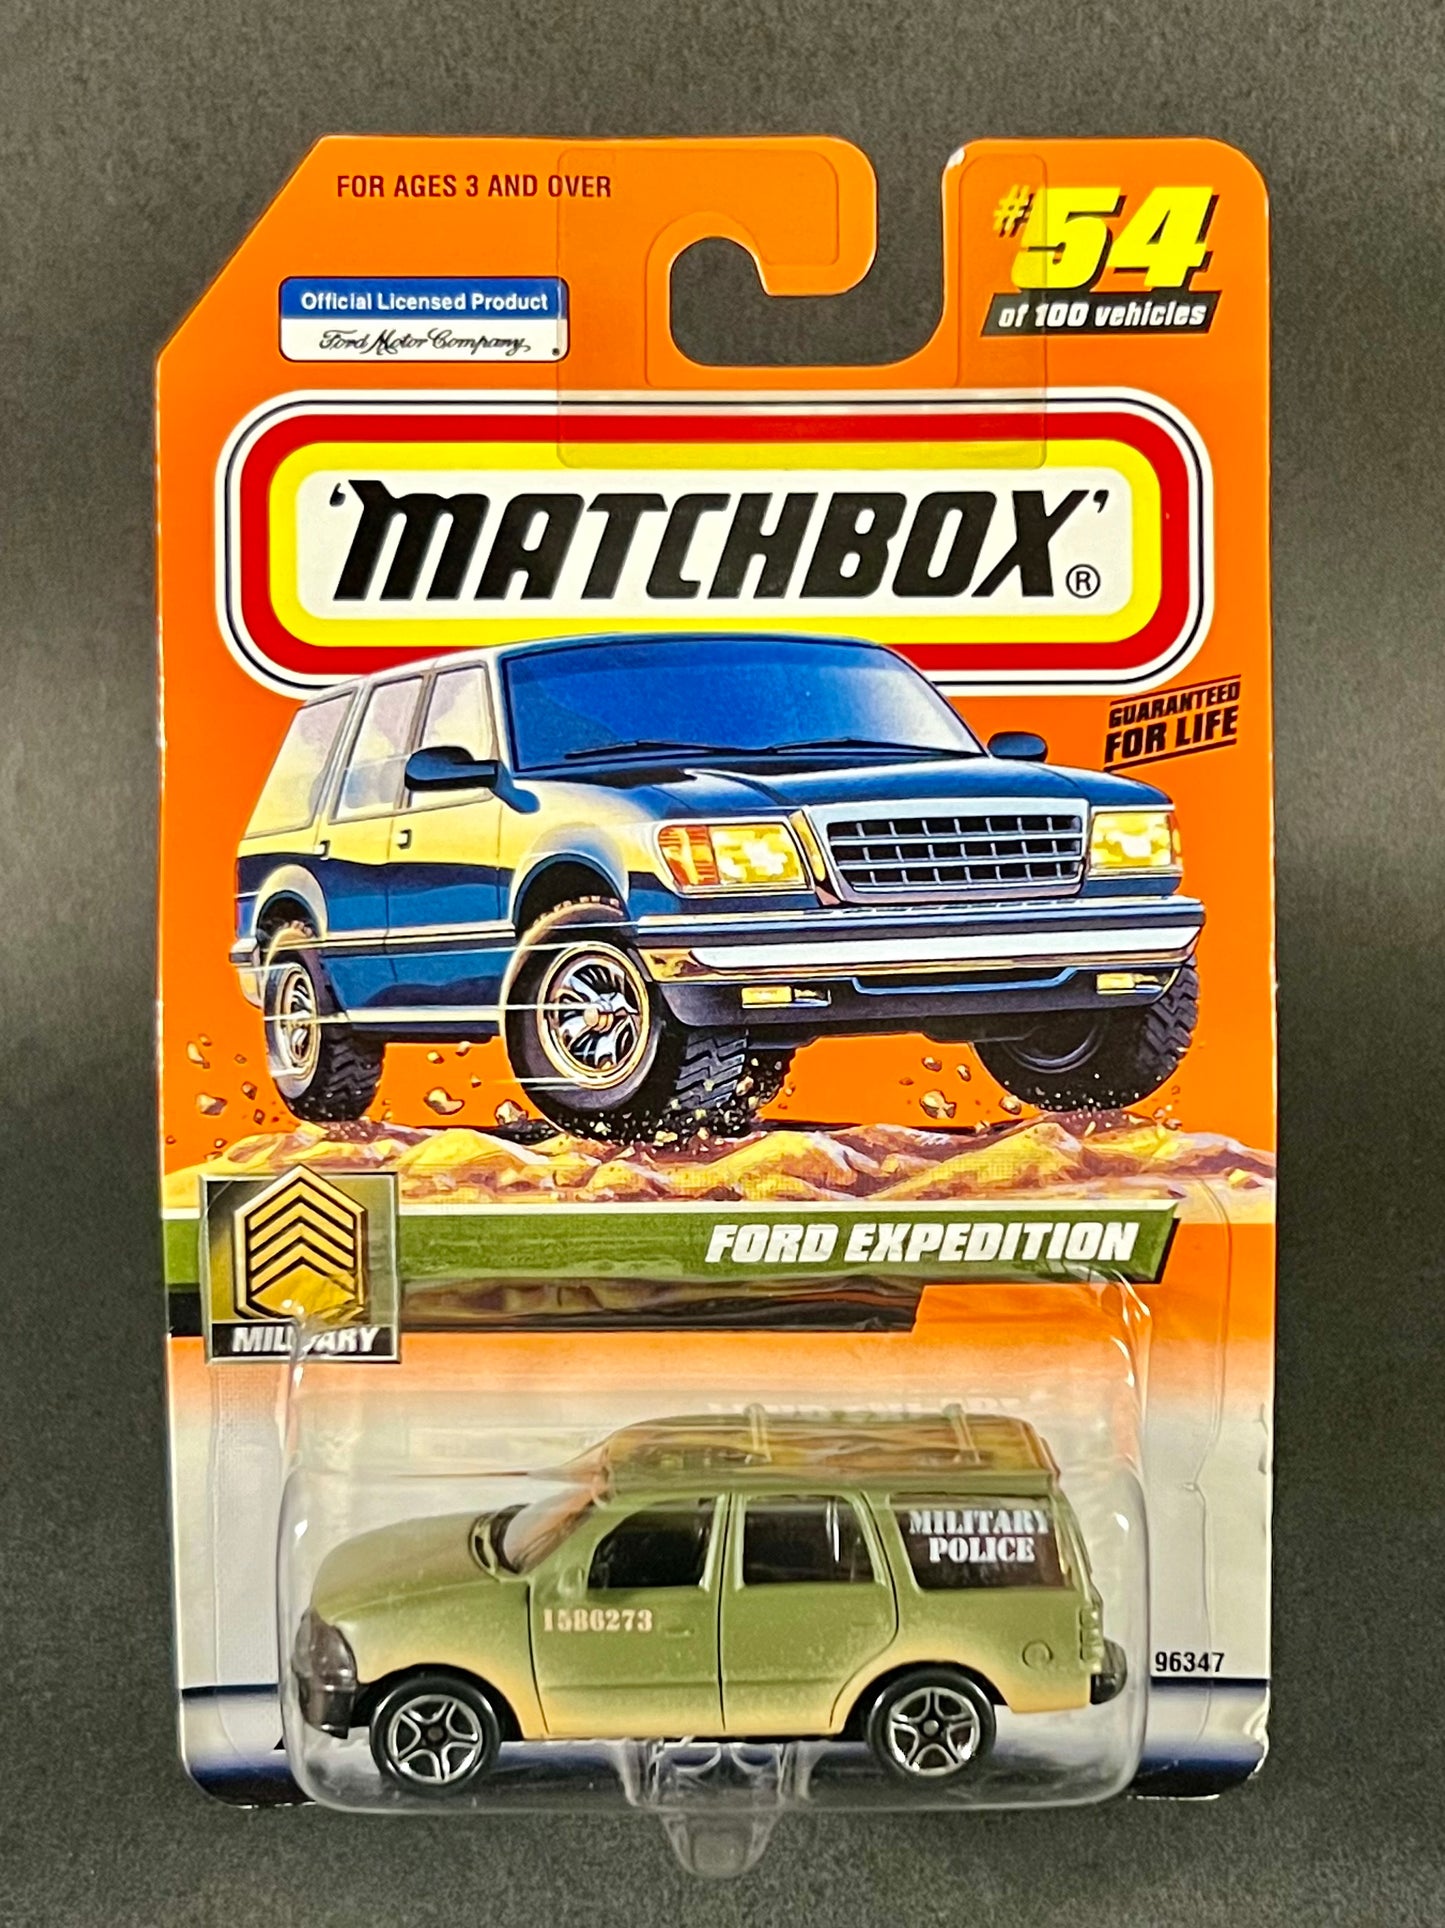 FOR AGES 3 AND OVER
#54
of 100 vehicles
Official Licensed Product
Ford Motor Company
'MATCHBOX'®
GUARANTEED
FOR LIFE
FORD EXPEDITION
MILITARY
MILITARY
POLICE
1586273
96347